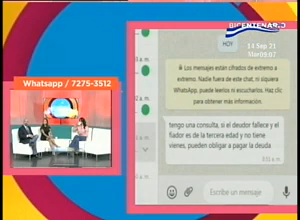 BICENTENARIO
14 Sep 21
Mar09:07
HOY
Los mensajes están cifrados de extremo a
extremo. Nadie fuera de este chat, ni siquiera
WhatsApp, puede leerlos ni escucharlos. Haz clic
para obtener más información.
Whatsapp / 7275-3512
a.m.
a.m.
a.m.
tengo una consulta, si el deudor fallece y el
fiador es de la tercera edad y no tiene
vienes, pueden obligar a pagar la deuda
Escribe un mensaje